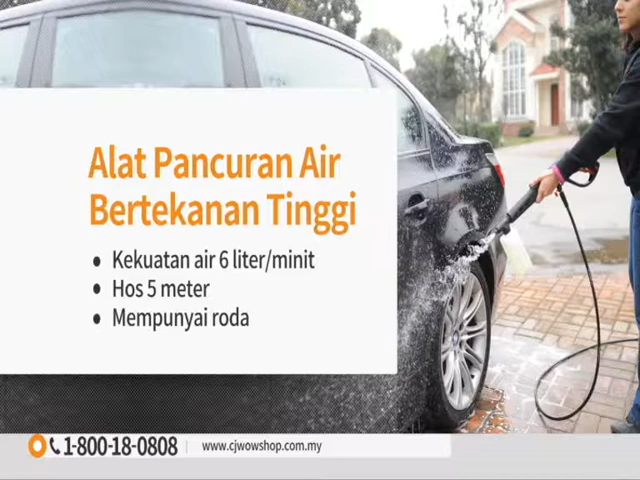 Alat Pancuran Air
Bertekanan Tinggi
• Kekuatan air 6 liter/minit
• Hos 5 meter
• Mempunyai roda
1-800-18-0808 | www.cjwowshop.com.my